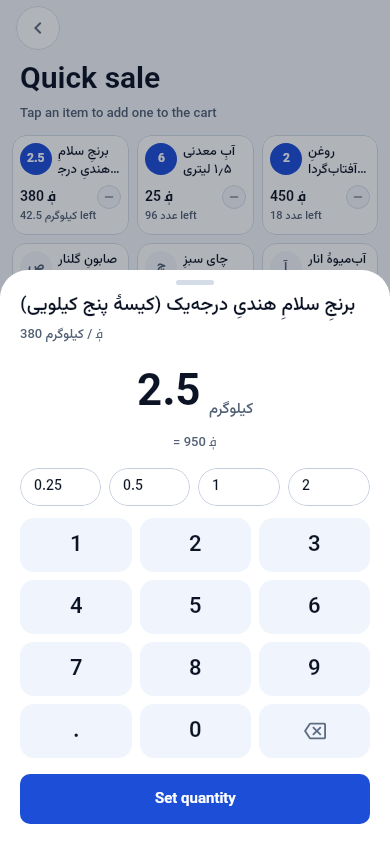 Quick sale
Tap an item to add one to the cart
2.5 برنجِ سلامِ
هندیِ درجـ...
380 ؋
42.5 کیلوگرم left
6 آبِ معدنی
۱٫۵ لیتری
25 ؋
96 عدد left
2 روغنِ
آفتاب‌گردا...
450 ؋
18 عدد left
ص صابونِ گلنار
چ چای سبزِ
آ آب‌میوهٔ انار
برنجِ سلامِ هندیِ درجه‌یک (کیسهٔ پنج کیلویی)
380 ؋ / کیلوگرم
2.5 کیلوگرم
= 950 ؋
0.25 0.5 1 2
1 2 3
4 5 6
7 8 9
. 0
Set quantity